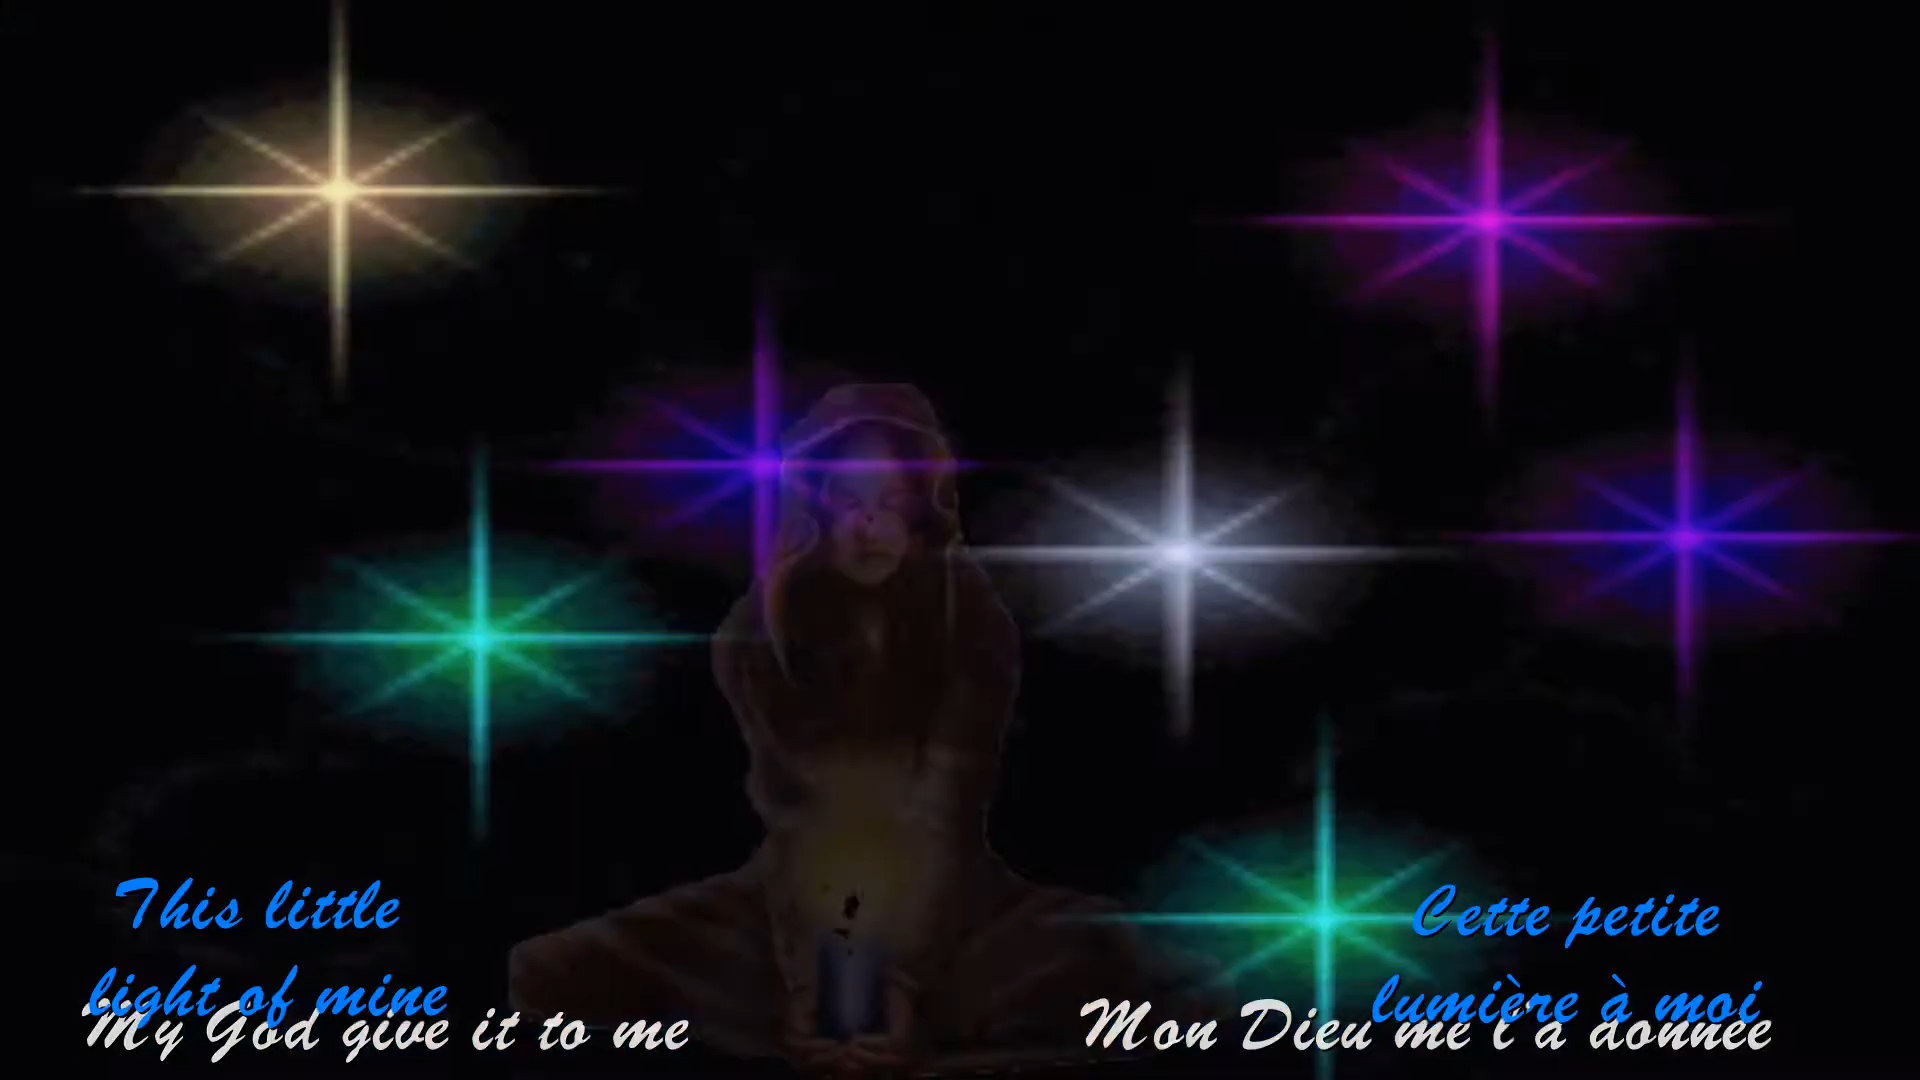 This little
light of mine
My God give it to me
Cette petite
lumière à moi
Mon Dieu me l'a donnée